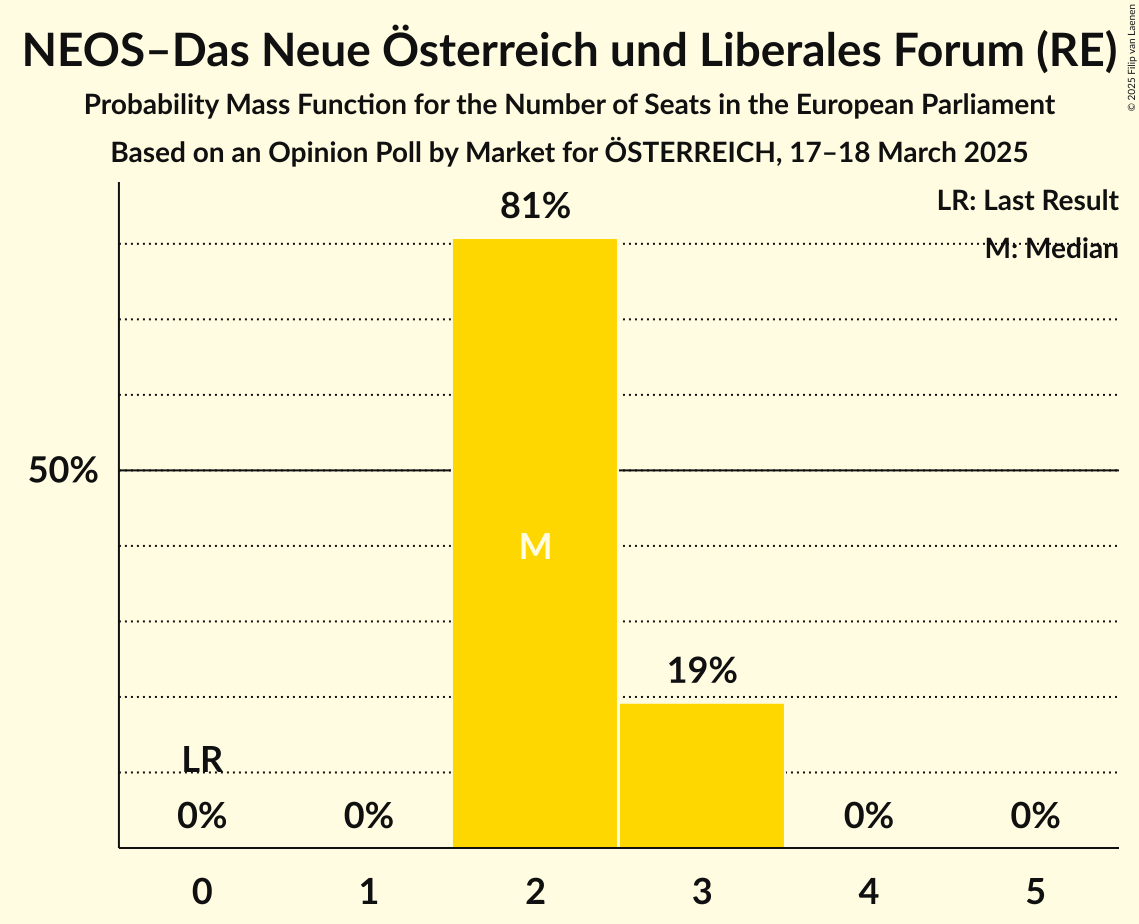 NEOS–Das Neue Österreich und Liberales Forum (RE)
Probability Mass Function for the Number of Seats in the European Parliament
Based on an Opinion Poll by Market for ÖSTERREICH, 17–18 March 2025
© 2025 Filip van Laenen
LR: Last Result
M: Median
81%
50%
M
19%
LR
0% 0% 0% 0%
0 1 2 3 4 5